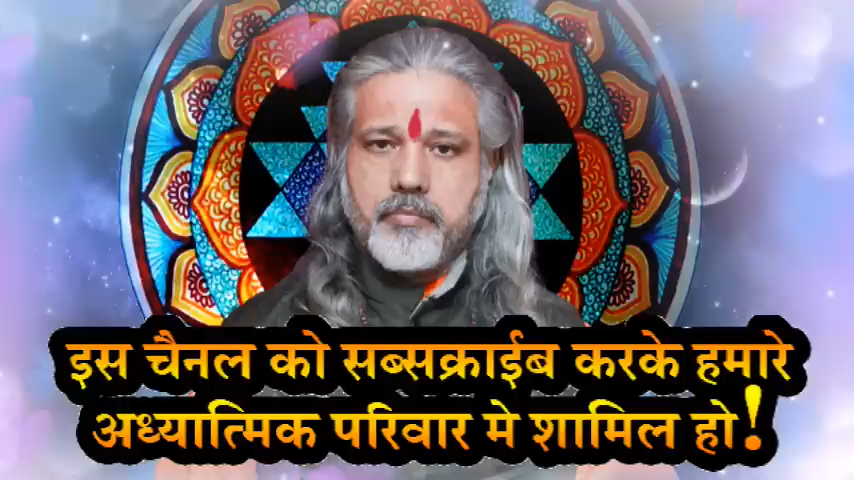 इस चैनल को सब्सक्राईब करके हमारे
अध्यात्मिक परिवार मे शामिल हो!